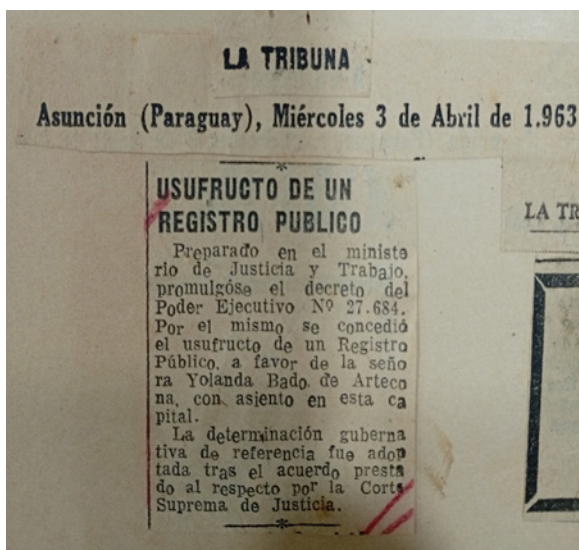 LA TRIBUNA
Asunción (Paraguay), Miércoles 3 de Abril de 1.963
USUFRUCTO DE UN
REGISTRO PUBLICO
Preparado en el ministe
rio de Justicia y Trabajo,
promulgóse el decreto del
Poder Ejecutivo Nº 27.684.
Por el mismo se concedió
el usufructo de un Registro
Público, a favor de la seño
ra Yolanda Bado de Arteco
na, con asiento en esta ca
pital.
La determinación guberna
tiva de referencia fue adop
tada tras el acuerdo presta
do al respecto por la Corte
Suprema de Justicia.
LA TR